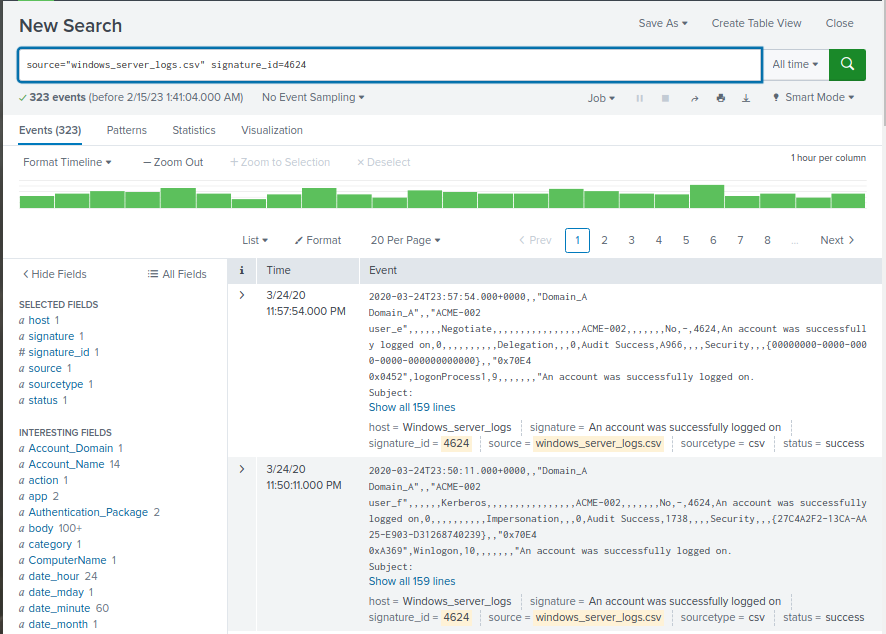 New Search
Save As ▾ Create Table View Close
source="windows_server_logs.csv" signature_id=4624
All time ▾
✓ 323 events (before 2/15/23 1:41:04.000 AM) No Event Sampling ▾
Job ▾ Smart Mode ▾
Events (323) Patterns Statistics Visualization
Format Timeline ▾ – Zoom Out + Zoom to Selection × Deselect
1 hour per column
List ▾ Format 20 Per Page ▾ < Prev 1 2 3 4 5 6 7 8 ... Next >
< Hide Fields All Fields
SELECTED FIELDS
a host 1
a signature 1
# signature_id 1
a source 1
a sourcetype 1
a status 1
INTERESTING FIELDS
a Account_Domain 1
a Account_Name 14
a action 1
a app 2
a Authentication_Package 2
a body 100+
a category 1
a ComputerName 1
a date_hour 24
a date_mday 1
a date_minute 60
a date_month 1
i Time Event
> 3/24/20
11:57:54.000 PM
2020-03-24T23:57:54.000+0000,,"Domain_A
Domain_A",,"ACME-002
user_e",,,,,,Negotiate,,,,,,,,,,,,,,,,ACME-002,,,,,,,No,-,4624,An account was successfull
y logged on,0,,,,,,,,,,Delegation,,,0,Audit Success,A966,,,,Security,,,{00000000-0000-000
0-0000-000000000000},,"0x70E4
0x0452",logonProcess1,9,,,,,,,"An account was successfully logged on.
Subject:
Show all 159 lines
host = Windows_server_logs signature = An account was successfully logged on
signature_id = 4624 source = windows_server_logs.csv sourcetype = csv status = success
> 3/24/20
11:50:11.000 PM
2020-03-24T23:50:11.000+0000,,"Domain_A
Domain_A",,"ACME-002
user_f",,,,,,Kerberos,,,,,,,,,,,,,,,,ACME-002,,,,,,,No,-,4624,An account was successfully
logged on,0,,,,,,,,,,Impersonation,,,0,Audit Success,1738,,,,Security,,,{27C4A2F2-13CA-AA
25-E903-D31268740239},,"0x70E4
0xA369",Winlogon,10,,,,,,,"An account was successfully logged on.
Subject:
Show all 159 lines
host = Windows_server_logs signature = An account was successfully logged on
signature_id = 4624 source = windows_server_logs.csv sourcetype = csv status = success